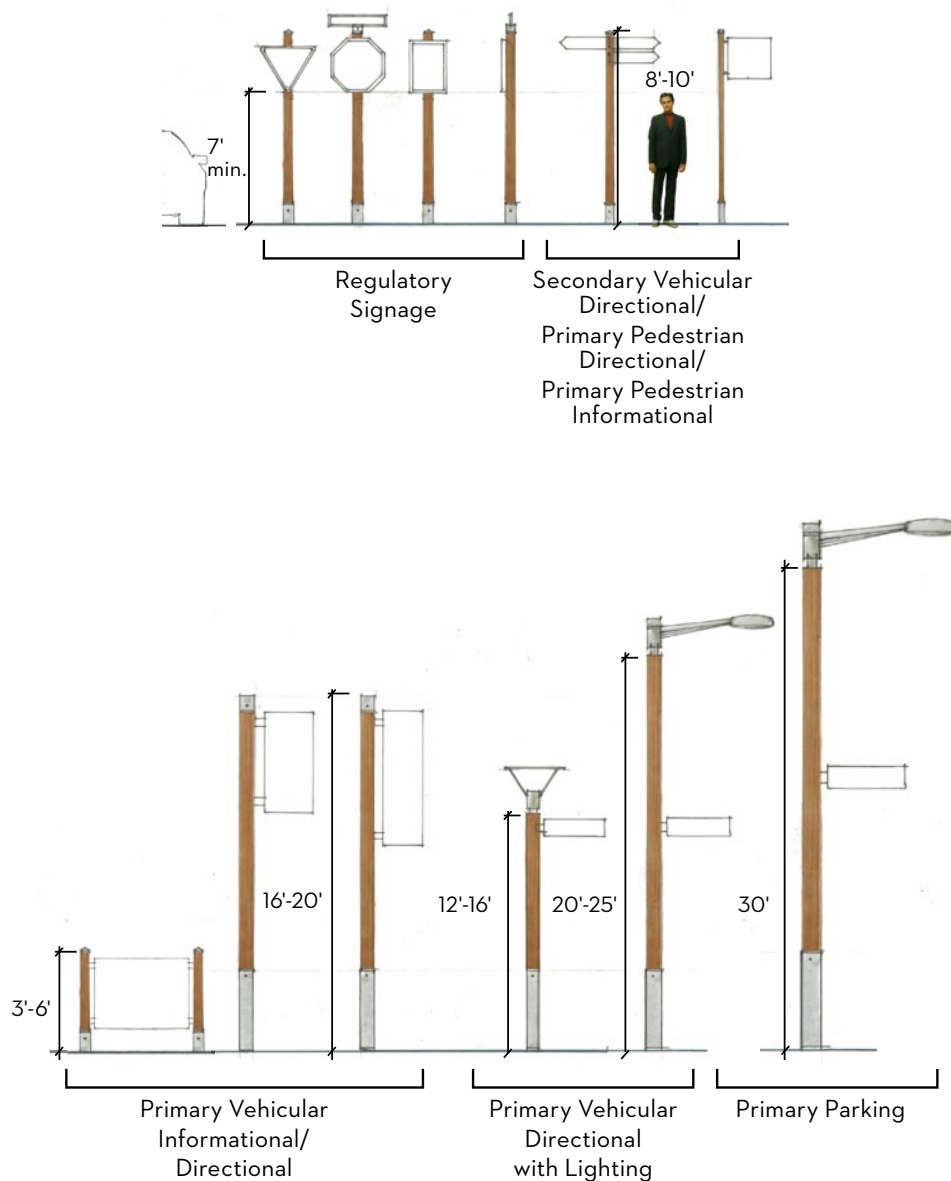 8'-10'
7'
min.
Regulatory
Signage
Secondary Vehicular
Directional/
Primary Pedestrian
Directional/
Primary Pedestrian
Informational
16'-20'
12'-16'
20'-25'
30'
3'-6'
Primary Vehicular
Informational/
Directional
Primary Vehicular
Directional
with Lighting
Primary Parking